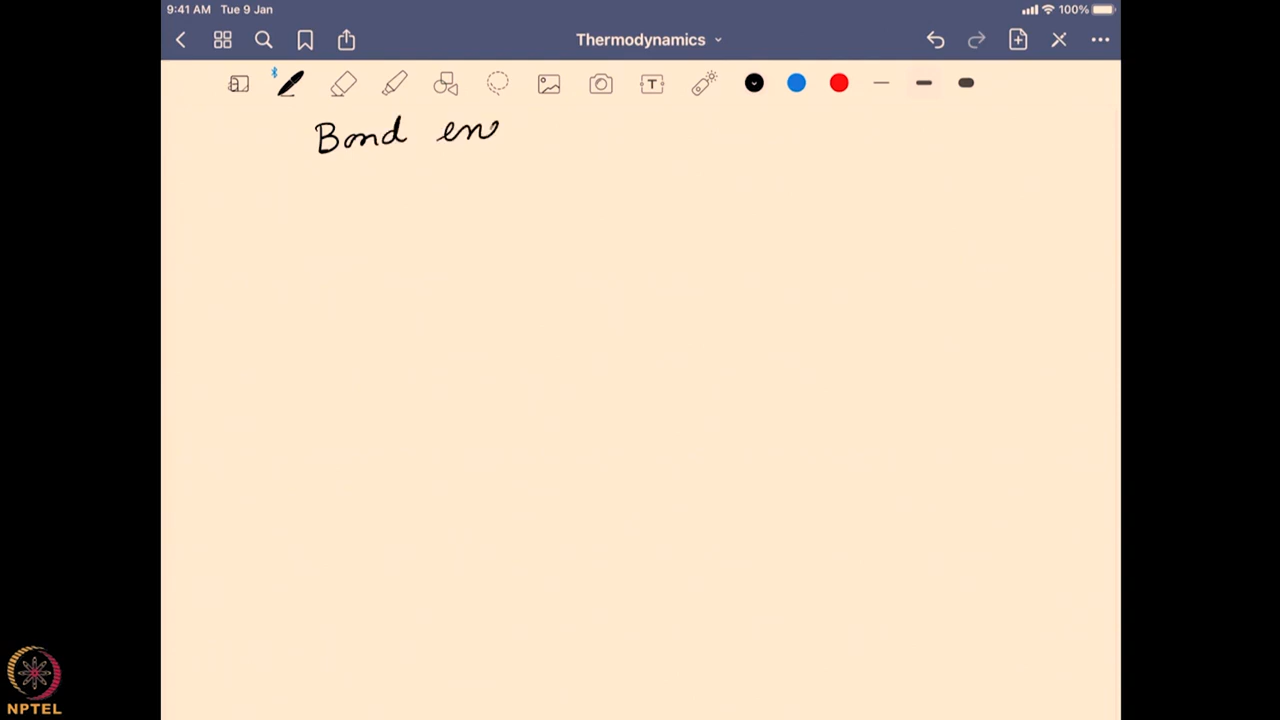 9:41 AM Tue 9 Jan 100%
Thermodynamics
T
Bond en
NPTEL